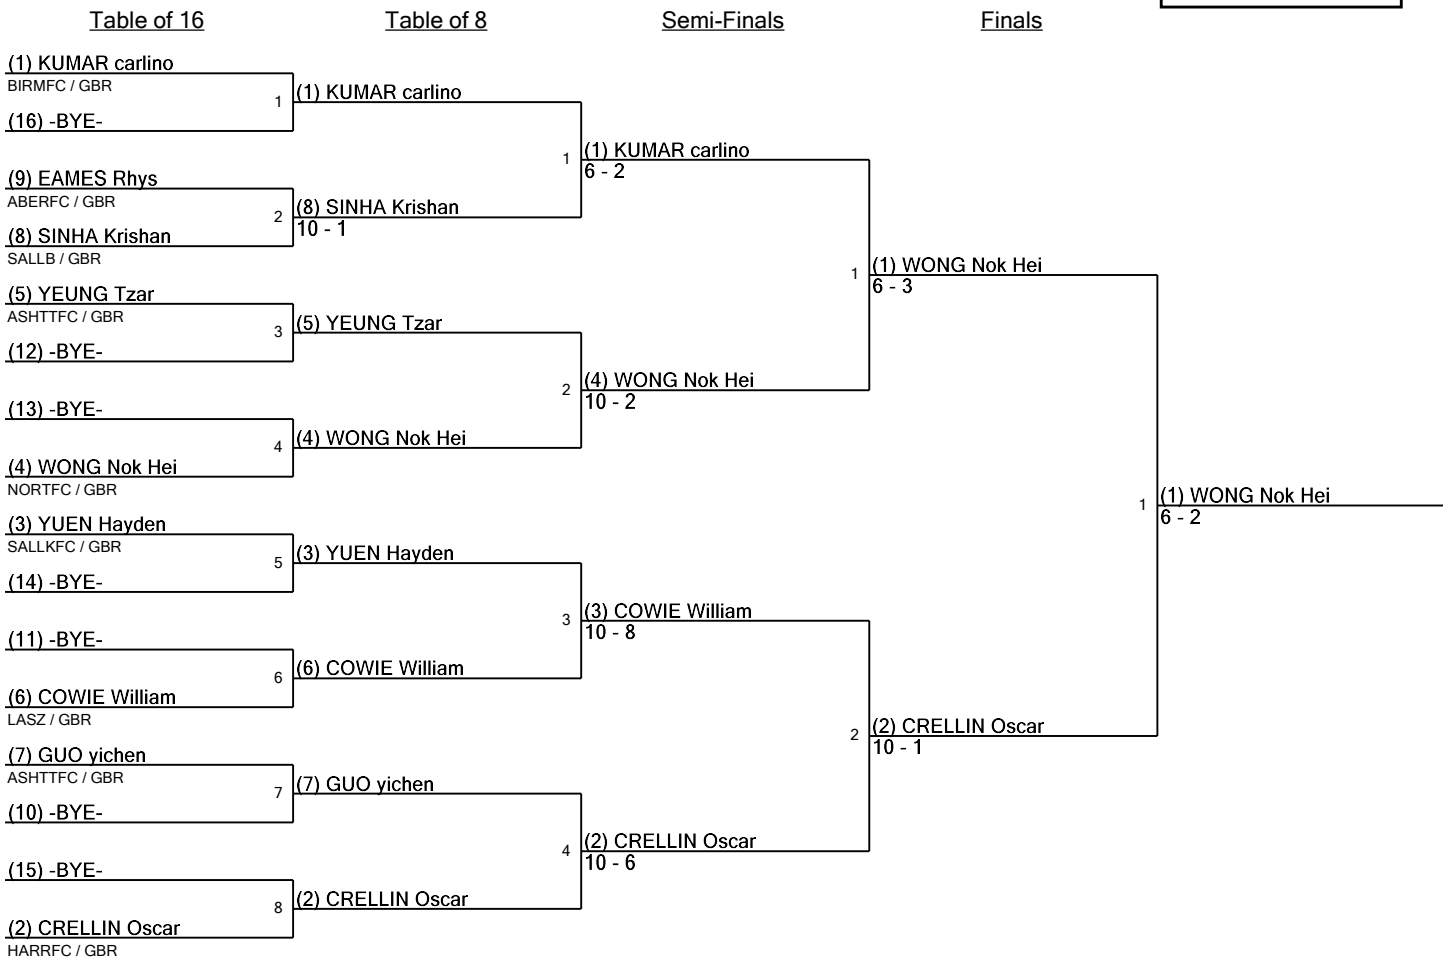 Table of 16
Table of 8
Semi-Finals
Finals
(1) KUMAR carlino
BIRMFC / GBR
(16) -BYE-
(9) EAMES Rhys
ABERFC / GBR
(8) SINHA Krishan
SALLB / GBR
(5) YEUNG Tzar
ASHTTFC / GBR
(12) -BYE-
(13) -BYE-
(4) WONG Nok Hei
NORTFC / GBR
(3) YUEN Hayden
SALLKFC / GBR
(14) -BYE-
(11) -BYE-
(6) COWIE William
LASZ / GBR
(7) GUO yichen
ASHTTFC / GBR
(10) -BYE-
(15) -BYE-
(2) CRELLIN Oscar
HARRFC / GBR
1
2
3
4
5
6
7
8
(1) KUMAR carlino
(8) SINHA Krishan
10 - 1
(5) YEUNG Tzar
(4) WONG Nok Hei
(3) YUEN Hayden
(6) COWIE William
(7) GUO yichen
(2) CRELLIN Oscar
1
2
3
4
(1) KUMAR carlino
6 - 2
(4) WONG Nok Hei
10 - 2
(3) COWIE William
10 - 8
(2) CRELLIN Oscar
10 - 6
1
2
(1) WONG Nok Hei
6 - 3
(2) CRELLIN Oscar
10 - 1
1
(1) WONG Nok Hei
6 - 2